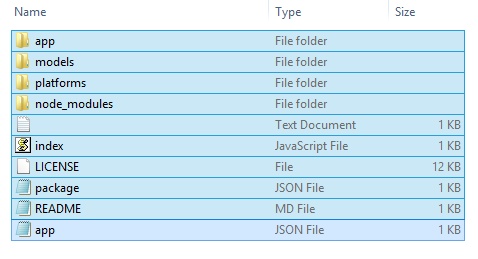 Name Type Size
app File folder
models File folder
platforms File folder
node_modules File folder
Text Document 1 KB
index JavaScript File 1 KB
LICENSE File 12 KB
package JSON File 1 KB
README MD File 1 KB
app JSON File 1 KB